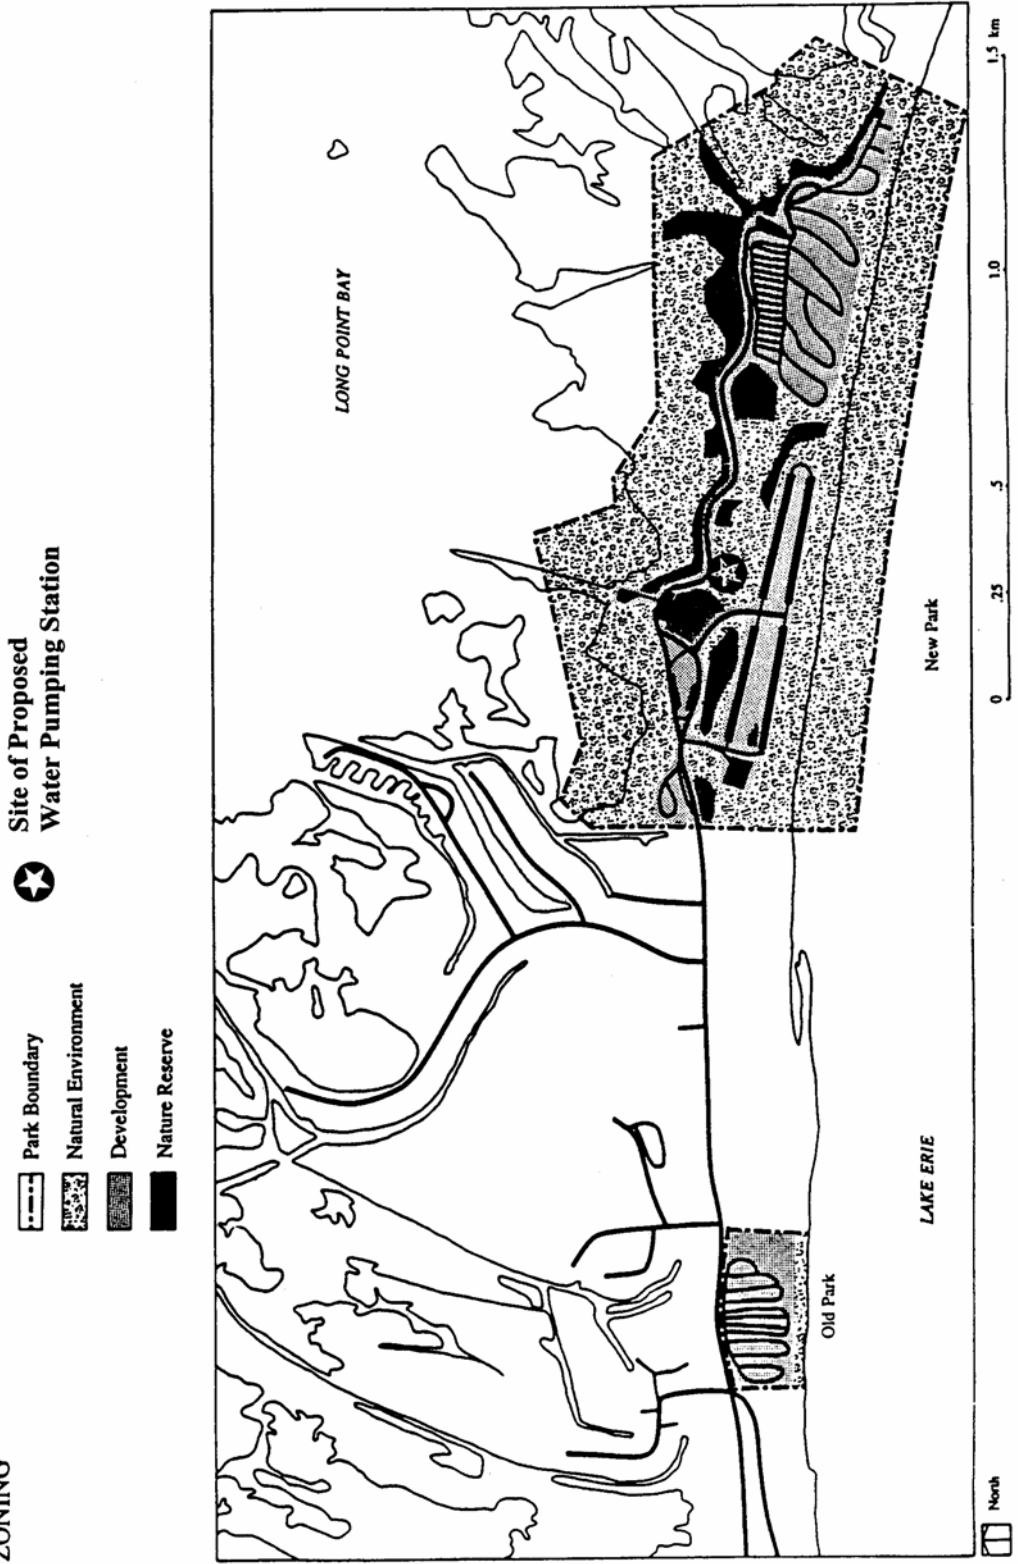 ZONING
Park Boundary
Natural Environment
Development
Nature Reserve
Site of Proposed
Water Pumping Station
LONG POINT BAY
LAKE ERIE
Old Park
New Park
North
0 .25 .5 1.0 1.5 km